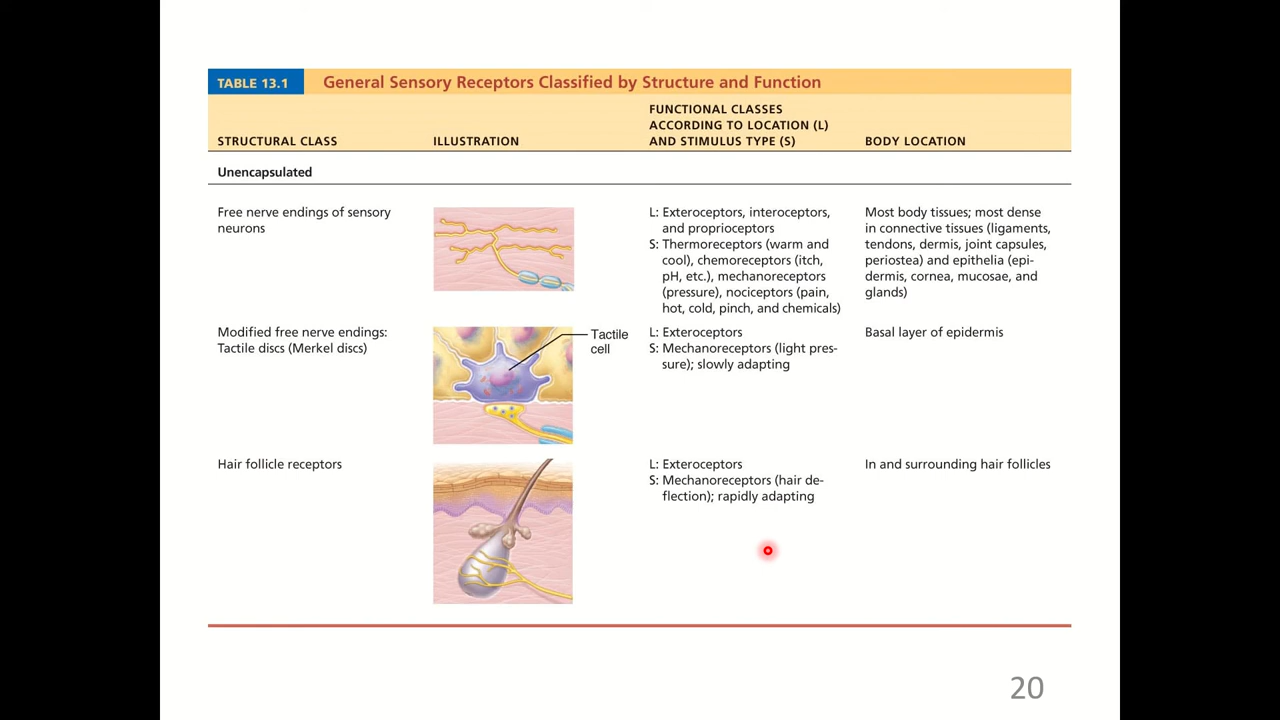 TABLE 13.1 General Sensory Receptors Classified by Structure and Function
STRUCTURAL CLASS
ILLUSTRATION
FUNCTIONAL CLASSES
ACCORDING TO LOCATION (L)
AND STIMULUS TYPE (S)
BODY LOCATION
Unencapsulated
Free nerve endings of sensory
neurons
L: Exteroceptors, interoceptors,
and proprioceptors
S: Thermoreceptors (warm and
cool), chemoreceptors (itch,
pH, etc.), mechanoreceptors
(pressure), nociceptors (pain,
hot, cold, pinch, and chemicals)
Most body tissues; most dense
in connective tissues (ligaments,
tendons, dermis, joint capsules,
periostea) and epithelia (epi-
dermis, cornea, mucosae, and
glands)
Modified free nerve endings:
Tactile discs (Merkel discs)
Tactile
cell
L: Exteroceptors
S: Mechanoreceptors (light pres-
sure); slowly adapting
Basal layer of epidermis
Hair follicle receptors
L: Exteroceptors
S: Mechanoreceptors (hair de-
flection); rapidly adapting
In and surrounding hair follicles
20